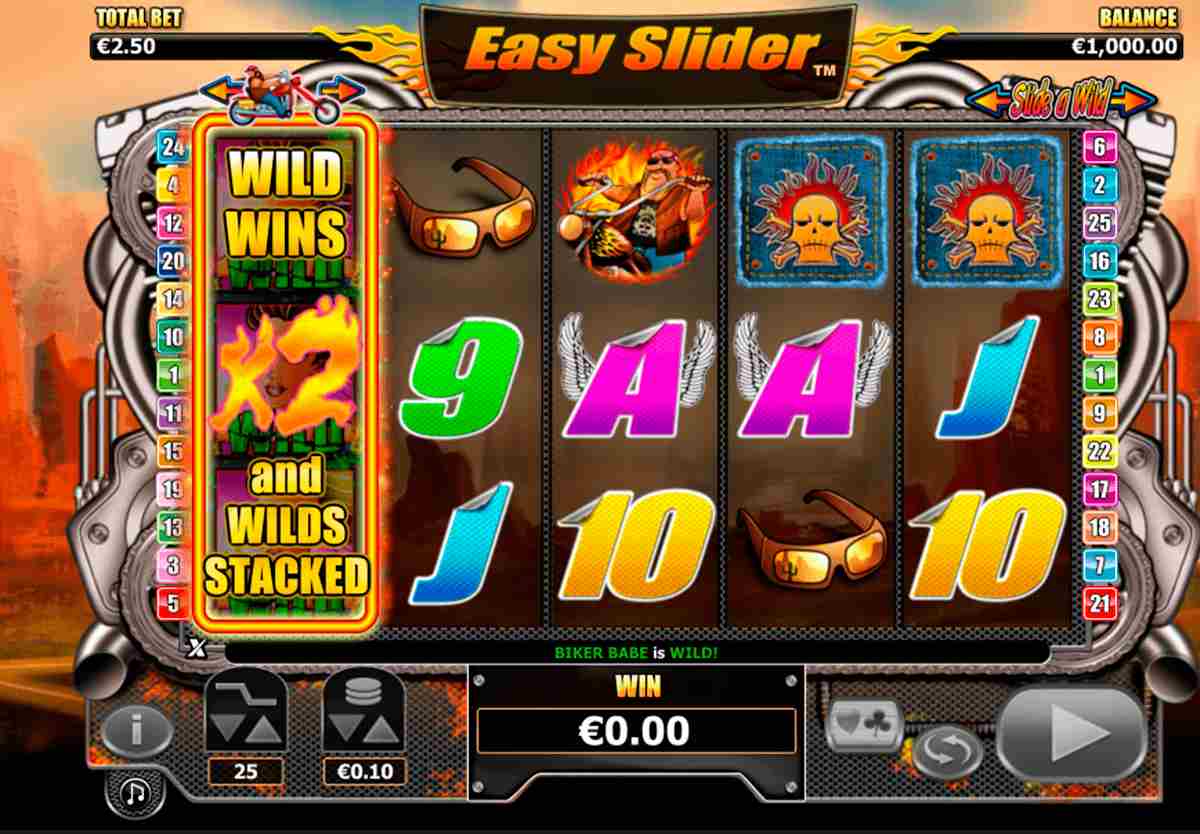 TOTAL BET
€2.50
Easy Slider™
BALANCE
€1,000.00
Slide a Wild
24
4
12
20
14
10
1
11
15
19
13
3
5
WILD
WINS
WILD
X2
and
WILDS
STACKED
9
A
A
J
J
10
10
6
2
25
16
23
8
1
9
22
17
18
7
21
X
BIKER BABE is WILD!
WIN
€0.00
i
25
€0.10